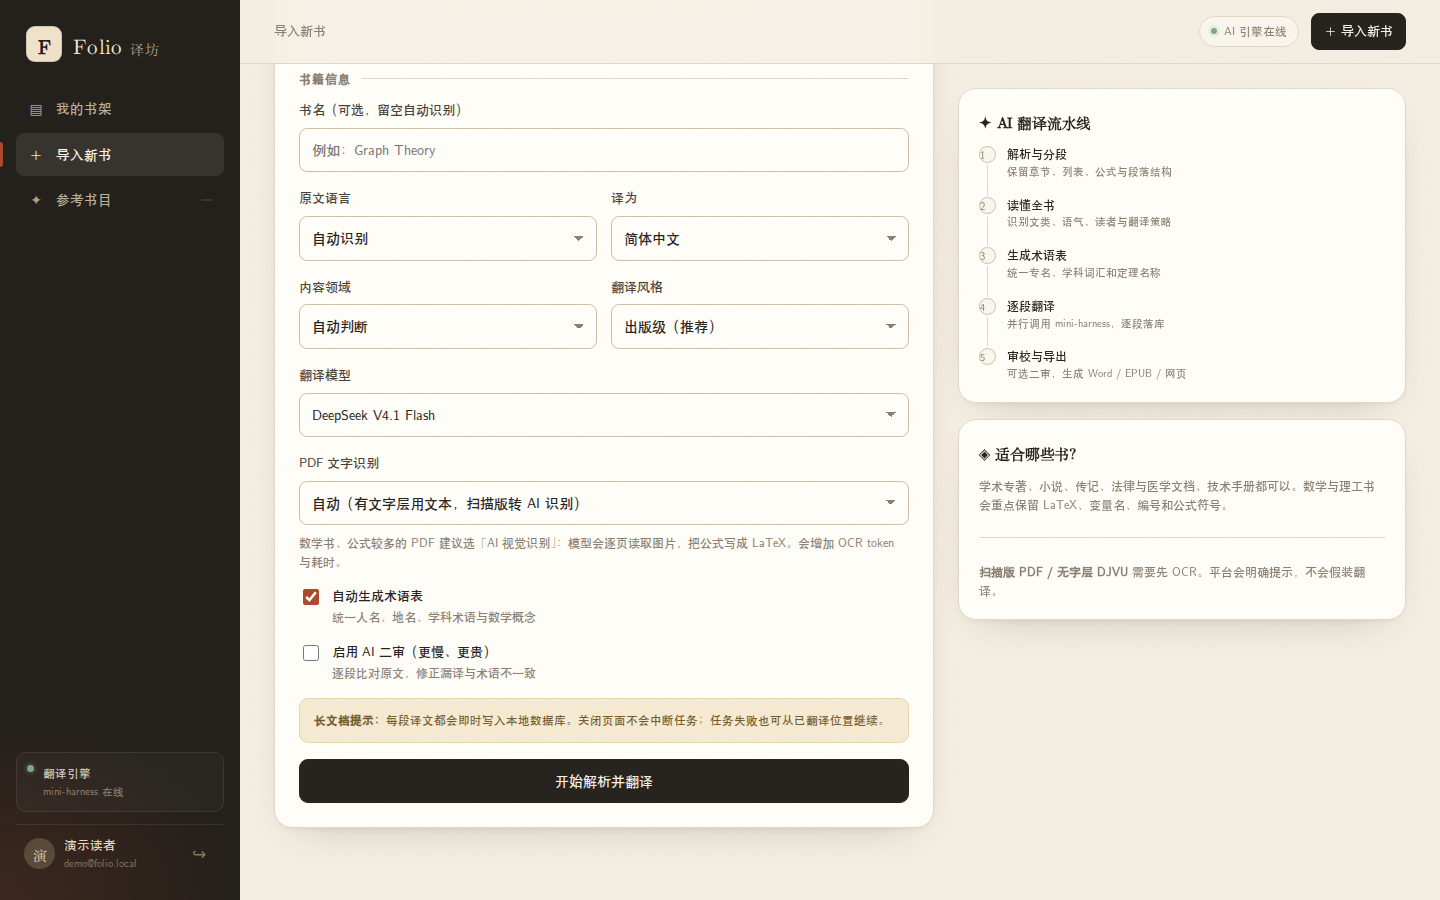 F Folio 译坊
我的书架
+ 导入新书
参考书目
翻译引擎
mini-harness 在线
演
演示读者
demo@folio.local
导入新书
AI 引擎在线
+ 导入新书
书籍信息
书名（可选，留空自动识别）
例如：Graph Theory
原文语言
译为
自动识别
简体中文
内容领域
翻译风格
自动判断
出版级（推荐）
翻译模型
DeepSeek V4.1 Flash
PDF 文字识别
自动（有文字层用文本，扫描版转 AI 识别）
数学书、公式较多的 PDF 建议选「AI 视觉识别」：模型会逐页读取图片，把公式写成 LaTeX。会增加 OCR token
与耗时。
自动生成术语表
统一人名、地名、学科术语与数学概念
启用 AI 二审（更慢、更贵）
逐段比对原文，修正漏译与术语不一致
长文档提示：每段译文都会即时写入本地数据库。关闭页面不会中断任务；任务失败也可从已翻译位置继续。
开始解析并翻译
✦ AI 翻译流水线
1 解析与分段
保留章节、列表、公式与段落结构
2 读懂全书
识别文类、语气、读者与翻译策略
3 生成术语表
统一专名、学科词汇和定理名称
4 逐段翻译
并行调用 mini-harness，逐段落库
5 审校与导出
可选二审，生成 Word / EPUB / 网页
◈ 适合哪些书？
学术专著、小说、传记、法律与医学文档、技术手册都可以。数学与理工书
会重点保留 LaTeX、变量名、编号和公式符号。
扫描版 PDF / 无字层 DJVU 需要先 OCR。平台会明确提示，不会假装翻
译。